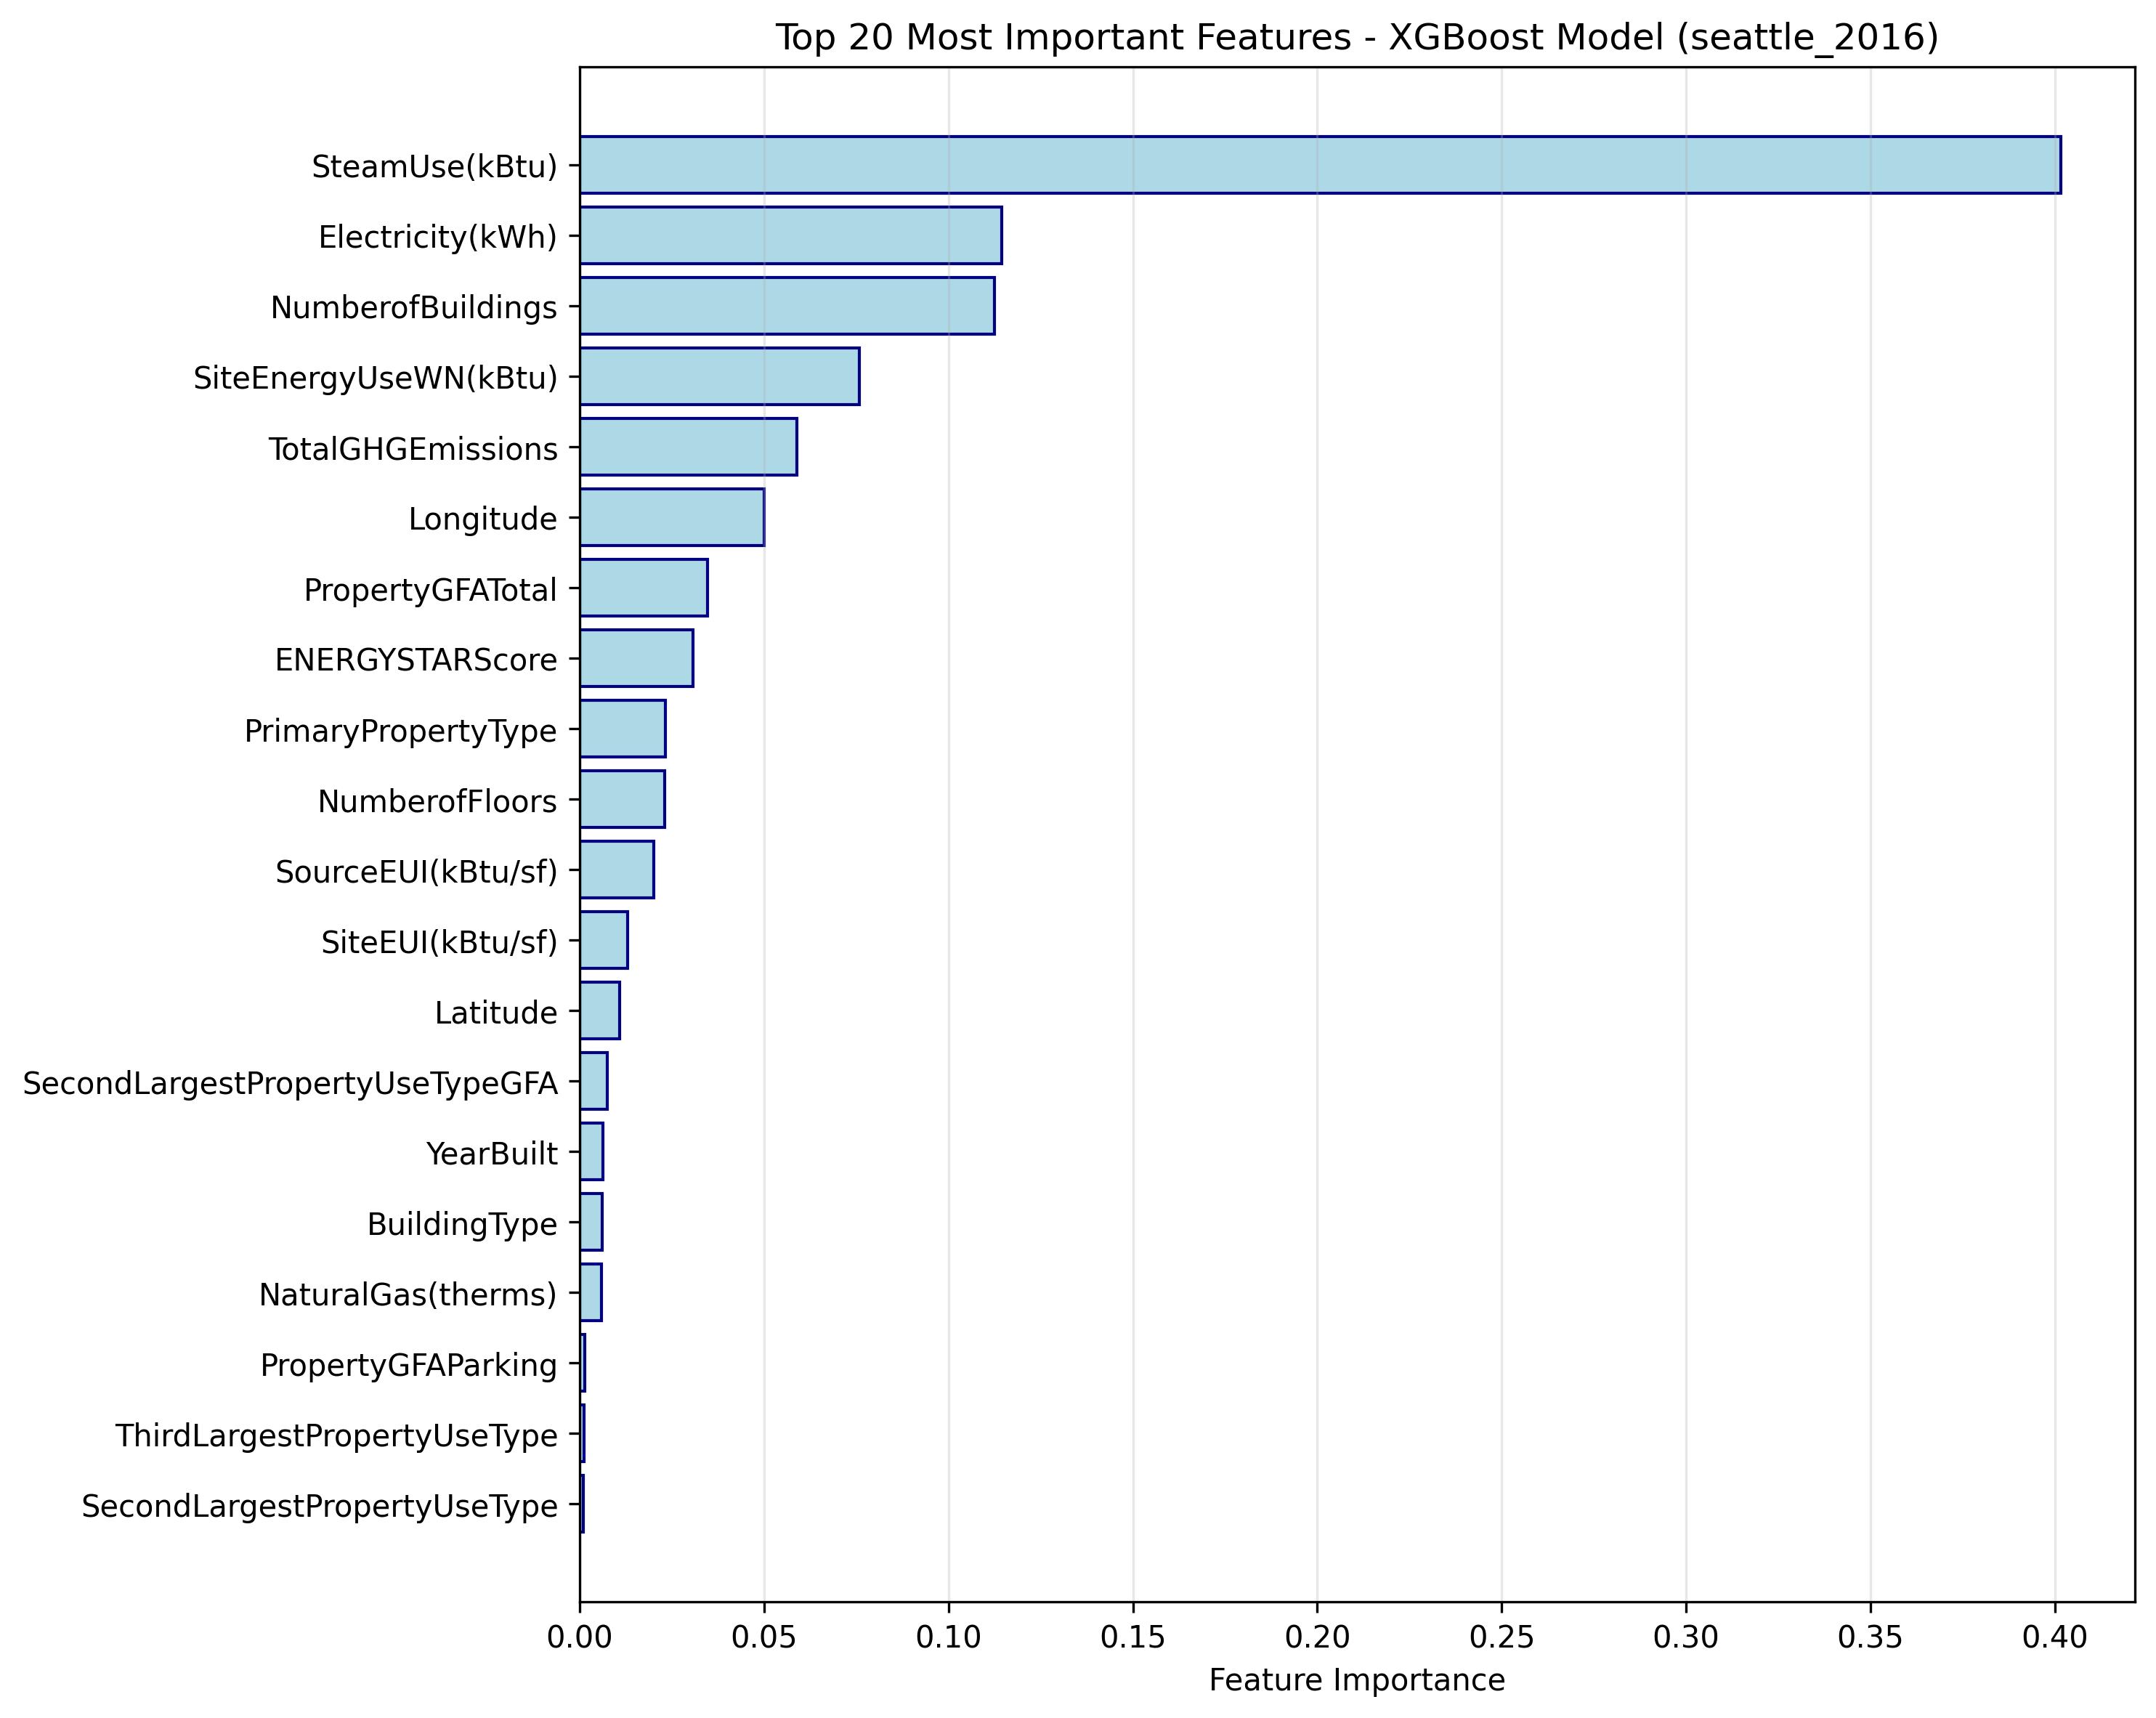 Top 20 Most Important Features - XGBoost Model (seattle_2016)
SteamUse(kBtu)
Electricity(kWh)
NumberofBuildings
SiteEnergyUseWN(kBtu)
TotalGHGEmissions
Longitude
PropertyGFATotal
ENERGYSTARScore
PrimaryPropertyType
NumberofFloors
SourceEUI(kBtu/sf)
SiteEUI(kBtu/sf)
Latitude
SecondLargestPropertyUseTypeGFA
YearBuilt
BuildingType
NaturalGas(therms)
PropertyGFAParking
ThirdLargestPropertyUseType
SecondLargestPropertyUseType
0.00 0.05 0.10 0.15 0.20 0.25 0.30 0.35 0.40
Feature Importance